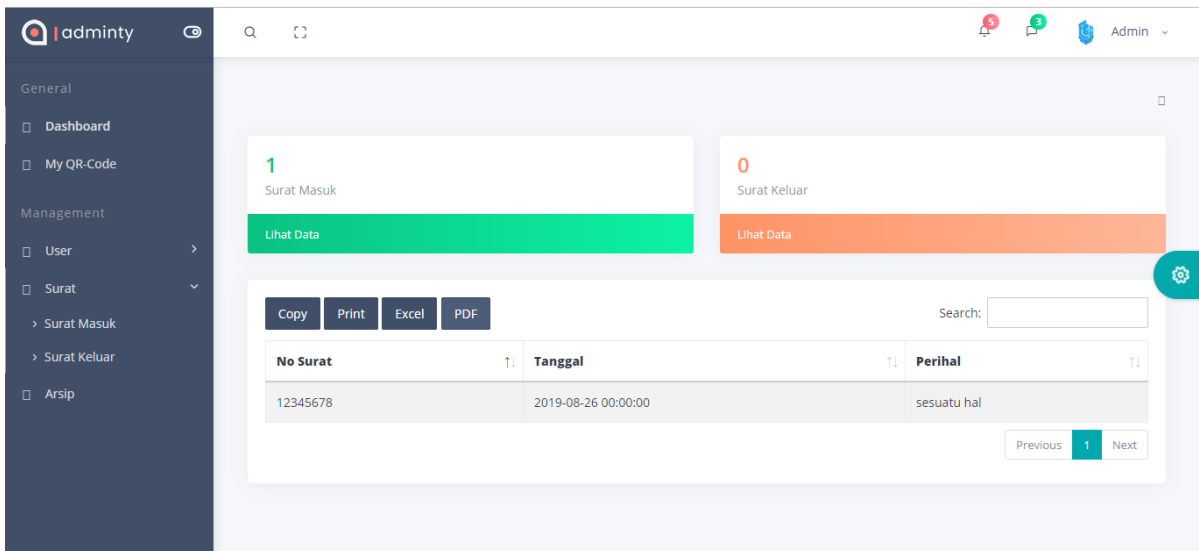 adminty
5
3
Admin
General
Dashboard
My QR-Code
Management
User
Surat
Surat Masuk
Surat Keluar
Arsip
1
Surat Masuk
Lihat Data
0
Surat Keluar
Lihat Data
Copy Print Excel PDF
Search:
No Surat Tanggal Perihal
12345678 2019-08-26 00:00:00 sesuatu hal
Previous 1 Next